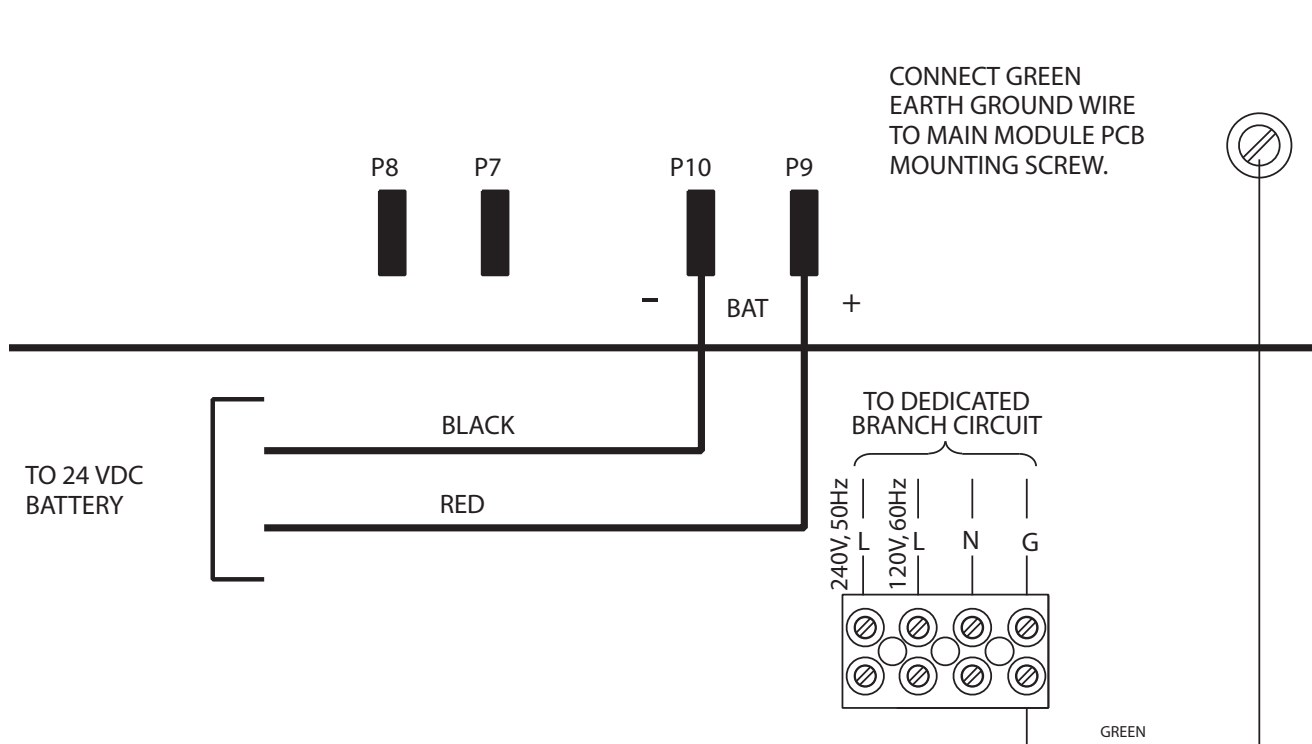 CONNECT GREEN
EARTH GROUND WIRE
TO MAIN MODULE PCB
MOUNTING SCREW.
P8 P7 P10 P9
– BAT +
TO DEDICATED
BRANCH CIRCUIT
BLACK
TO 24 VDC
BATTERY
RED
240V, 50Hz
L
120V, 60Hz
L
N
G
GREEN